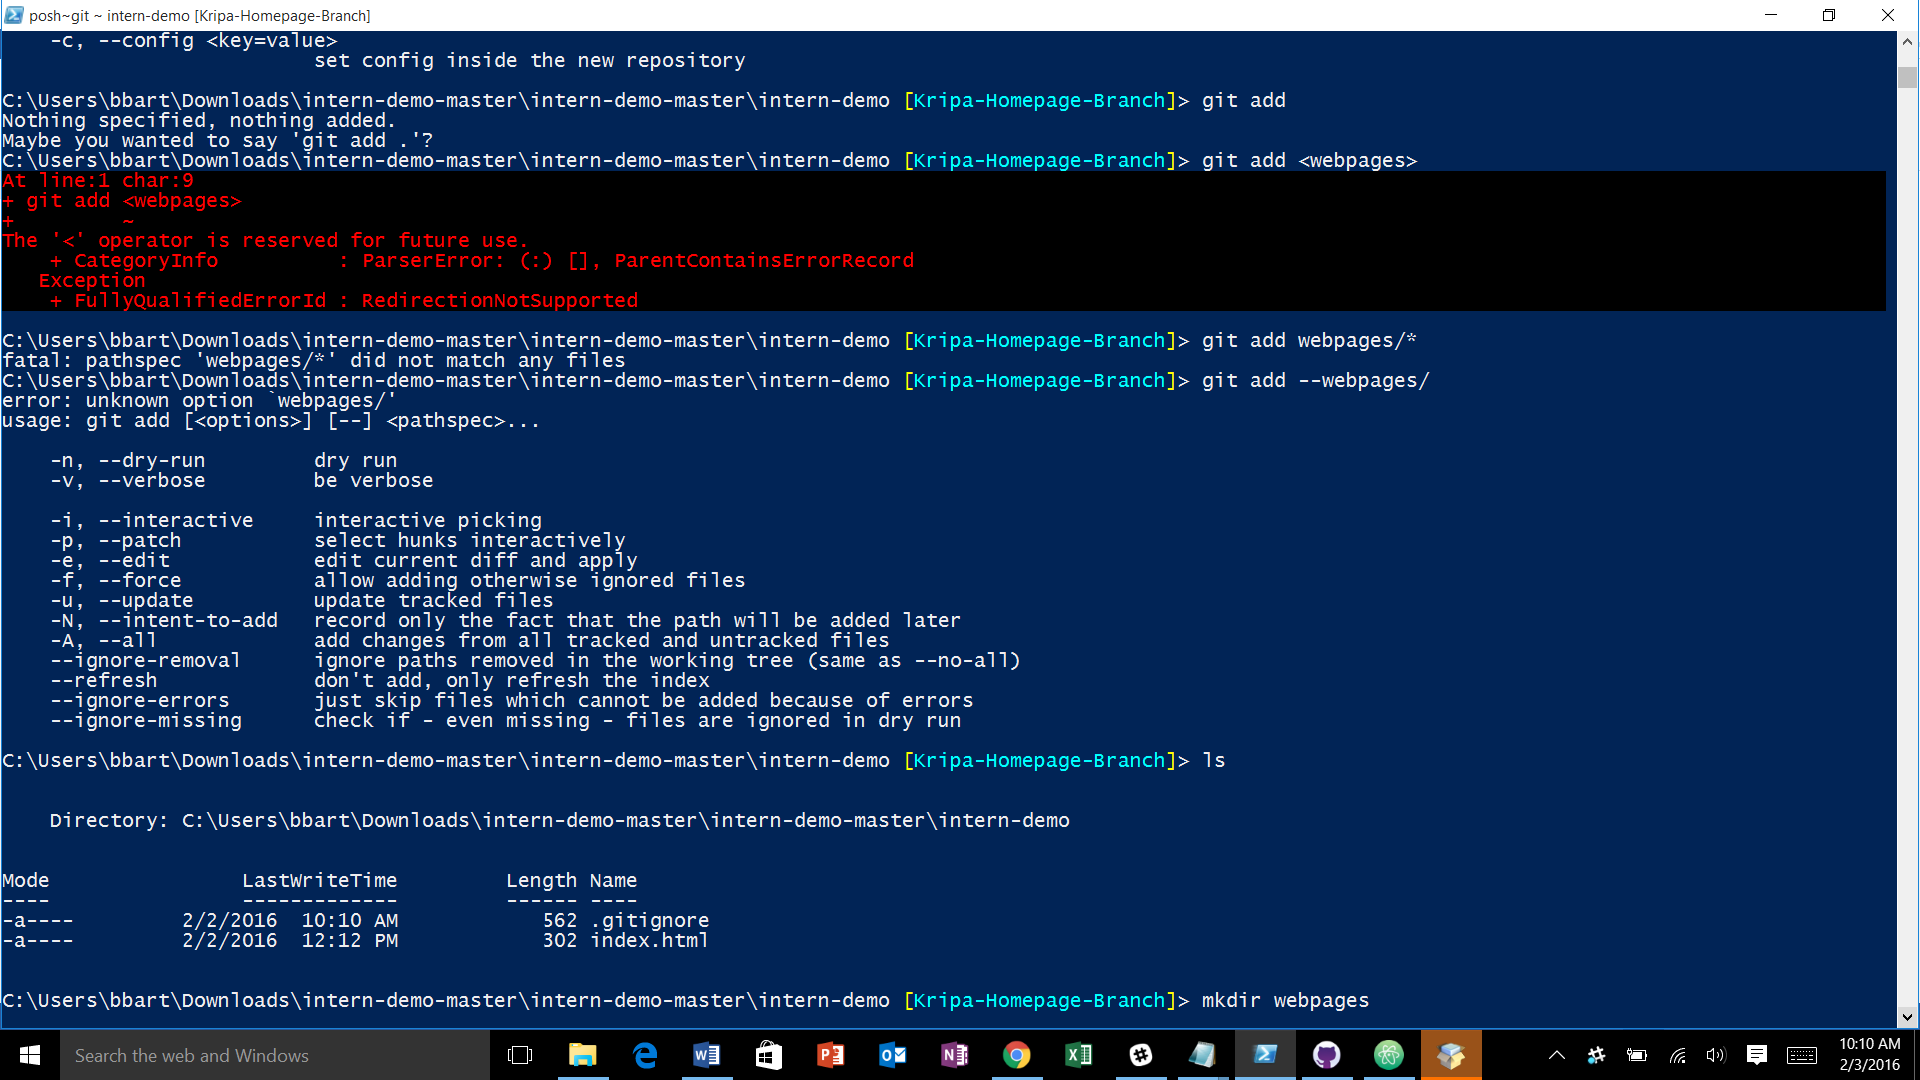 posh~git ~ intern-demo [Kripa-Homepage-Branch]
    -c, --config <key=value>
                          set config inside the new repository
C:\Users\bbart\Downloads\intern-demo-master\intern-demo-master\intern-demo [Kripa-Homepage-Branch]> git add
Nothing specified, nothing added.
Maybe you wanted to say 'git add .'?
C:\Users\bbart\Downloads\intern-demo-master\intern-demo-master\intern-demo [Kripa-Homepage-Branch]> git add <webpages>
At line:1 char:9
+ git add <webpages>
+         ~
The '<' operator is reserved for future use.
    + CategoryInfo          : ParserError: (:) [], ParentContainsErrorRecord
   Exception
    + FullyQualifiedErrorId : RedirectionNotSupported
C:\Users\bbart\Downloads\intern-demo-master\intern-demo-master\intern-demo [Kripa-Homepage-Branch]> git add webpages/*
fatal: pathspec 'webpages/*' did not match any files
C:\Users\bbart\Downloads\intern-demo-master\intern-demo-master\intern-demo [Kripa-Homepage-Branch]> git add --webpages/
error: unknown option `webpages/'
usage: git add [<options>] [--] <pathspec>...
    -n, --dry-run         dry run
    -v, --verbose         be verbose
    -i, --interactive     interactive picking
    -p, --patch           select hunks interactively
    -e, --edit            edit current diff and apply
    -f, --force           allow adding otherwise ignored files
    -u, --update          update tracked files
    -N, --intent-to-add   record only the fact that the path will be added later
    -A, --all             add changes from all tracked and untracked files
    --ignore-removal      ignore paths removed in the working tree (same as --no-all)
    --refresh             don't add, only refresh the index
    --ignore-errors       just skip files which cannot be added because of errors
    --ignore-missing      check if - even missing - files are ignored in dry run
C:\Users\bbart\Downloads\intern-demo-master\intern-demo-master\intern-demo [Kripa-Homepage-Branch]> ls
    Directory: C:\Users\bbart\Downloads\intern-demo-master\intern-demo-master\intern-demo
Mode                LastWriteTime         Length Name
----                -------------         ------ ----
-a----         2/2/2016  10:10 AM            562 .gitignore
-a----         2/2/2016  12:12 PM            302 index.html
C:\Users\bbart\Downloads\intern-demo-master\intern-demo-master\intern-demo [Kripa-Homepage-Branch]> mkdir webpages
Search the web and Windows
10:10 AM
2/3/2016